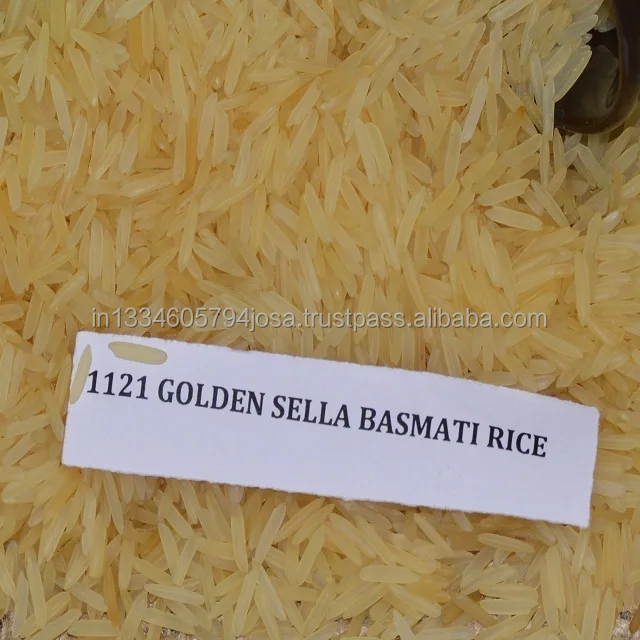 in1334605794josa.trustpass.alibaba.com
1121 GOLDEN SELLA BASMATI RICE